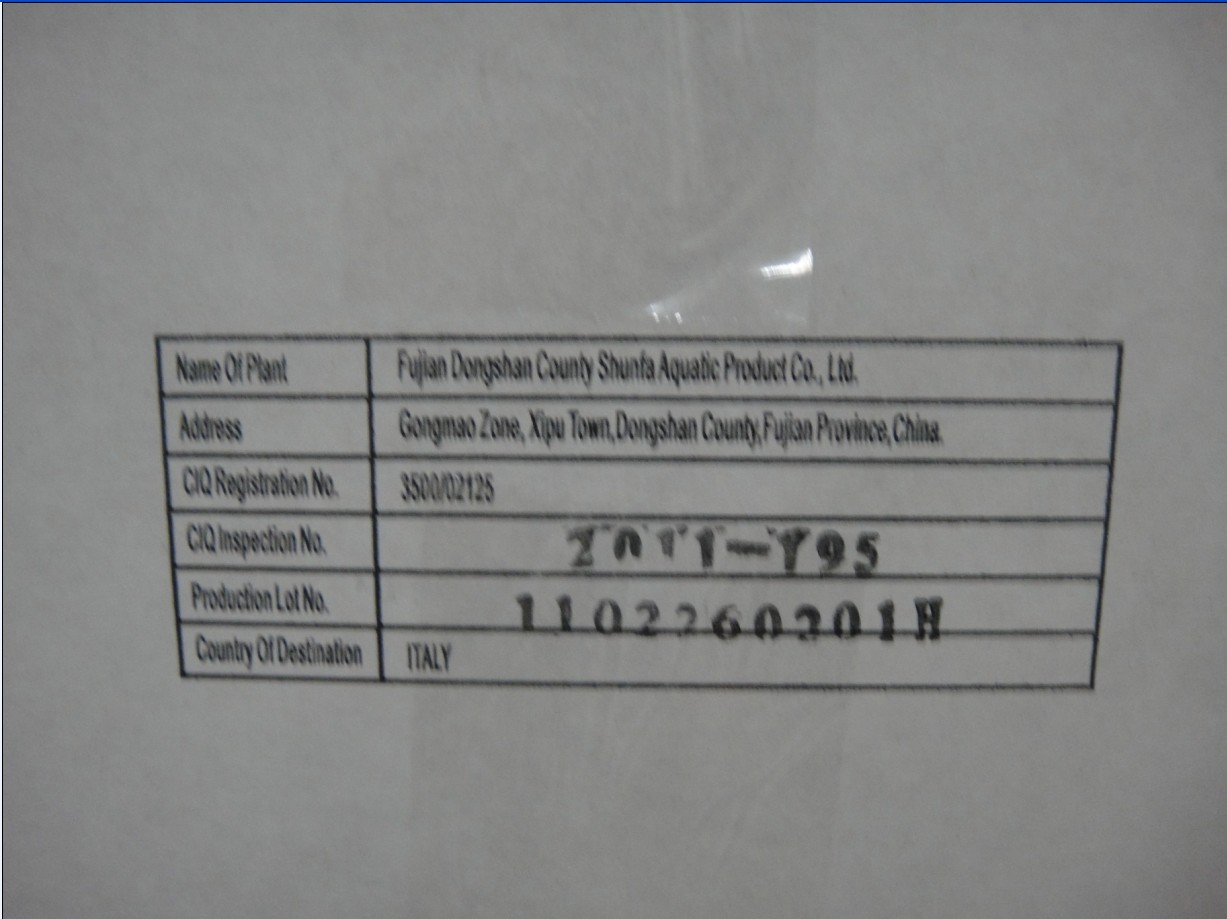 Name Of Plant Fujian Dongshan County Shunfa Aquatic Product Co., Ltd.
Address Gongmao Zone, Xipu Town,Dongshan County,Fujian Province,China.
CIQ Registration No. 3500/02125
CIQ Inspection No. 2011-Y95
Production Lot No. 1102260201H
Country Of Destination ITALY